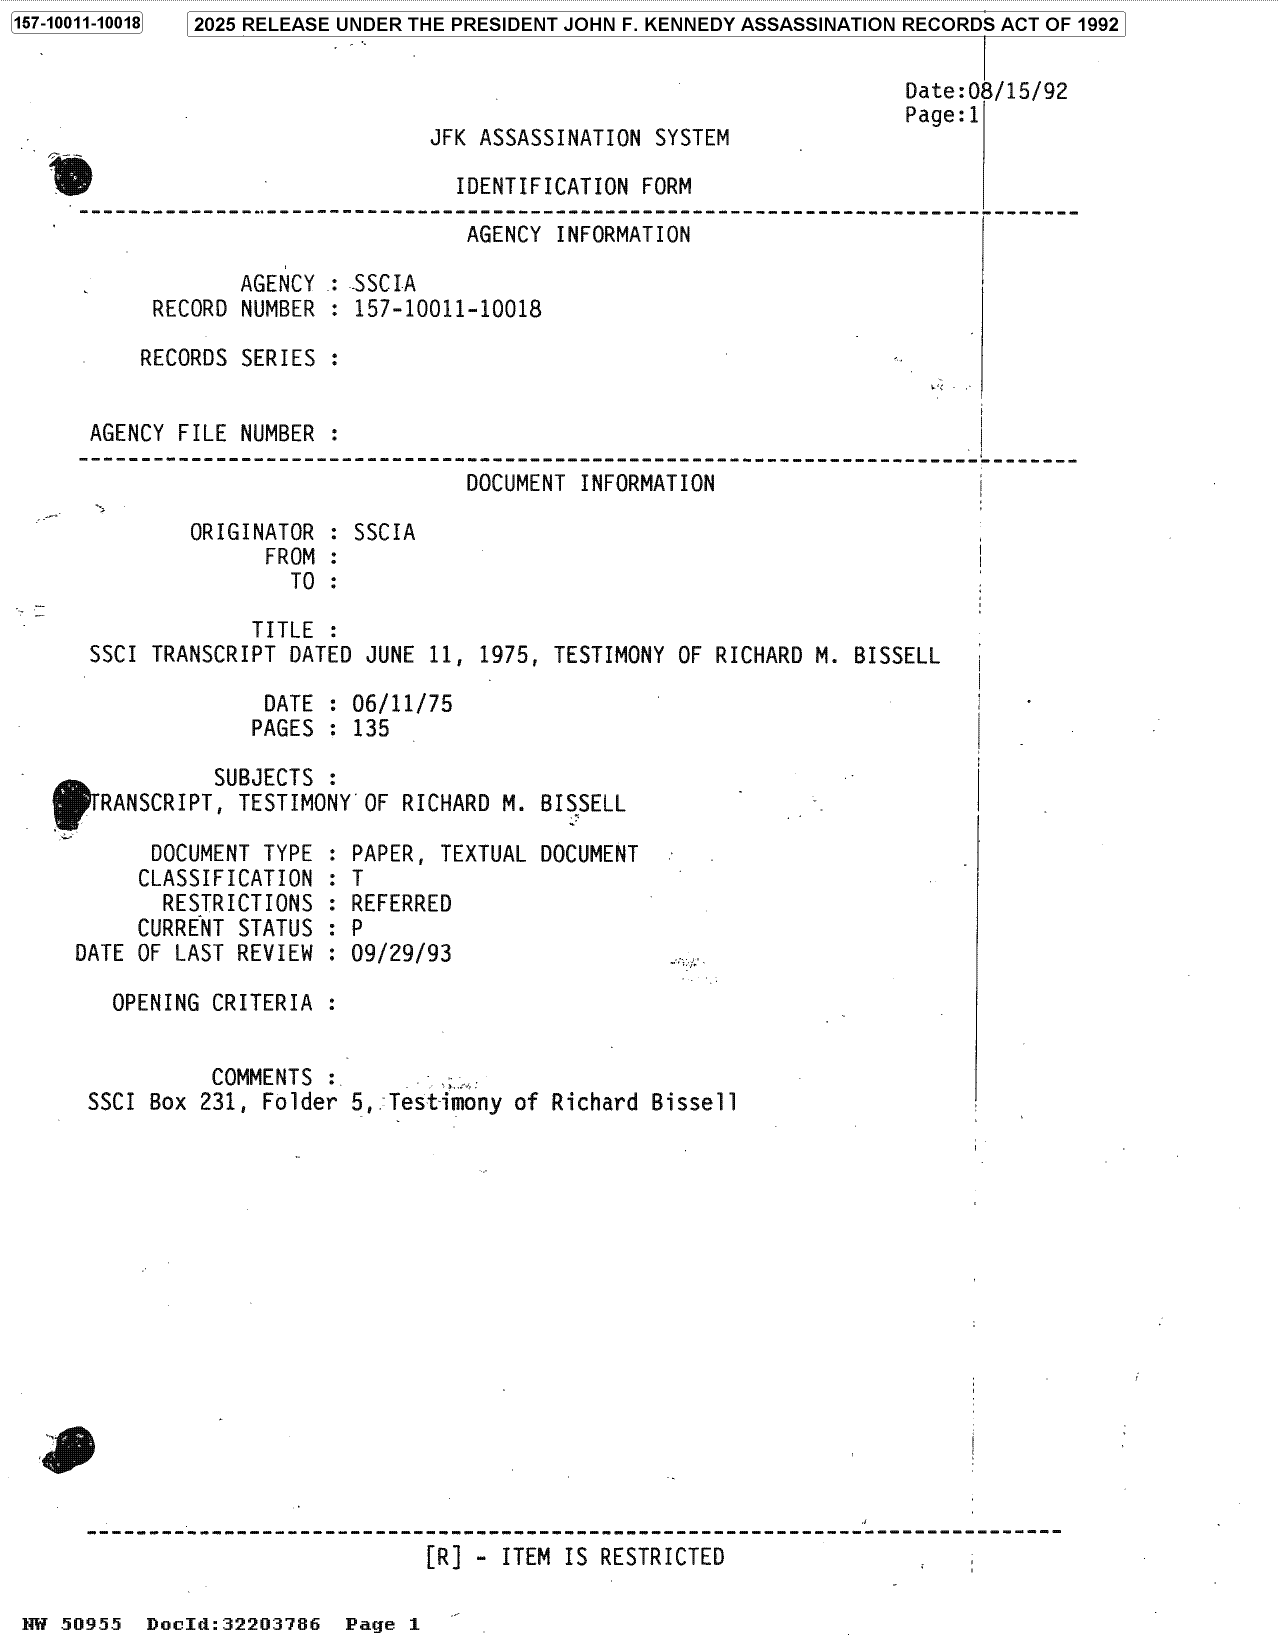 157-10011-10018
2025 RELEASE UNDER THE PRESIDENT JOHN F. KENNEDY ASSASSINATION RECORDS ACT OF 1992
Date:08/15/92
Page:1
JFK ASSASSINATION SYSTEM
IDENTIFICATION FORM
AGENCY INFORMATION
AGENCY : SSCIA
RECORD NUMBER : 157-10011-10018
RECORDS SERIES :
AGENCY FILE NUMBER :
DOCUMENT INFORMATION
ORIGINATOR : SSCIA
FROM :
TO :
TITLE :
SSCI TRANSCRIPT DATED JUNE 11, 1975, TESTIMONY OF RICHARD M. BISSELL
DATE : 06/11/75
PAGES : 135
SUBJECTS :
TRANSCRIPT, TESTIMONY OF RICHARD M. BISSELL
DOCUMENT TYPE : PAPER, TEXTUAL DOCUMENT
CLASSIFICATION : T
RESTRICTIONS : REFERRED
CURRENT STATUS : P
DATE OF LAST REVIEW : 09/29/93
OPENING CRITERIA :
COMMENTS :
SSCI Box 231, Folder 5, Testimony of Richard Bissell
[R] - ITEM IS RESTRICTED
NW 50955 DocId:32203786 Page 1